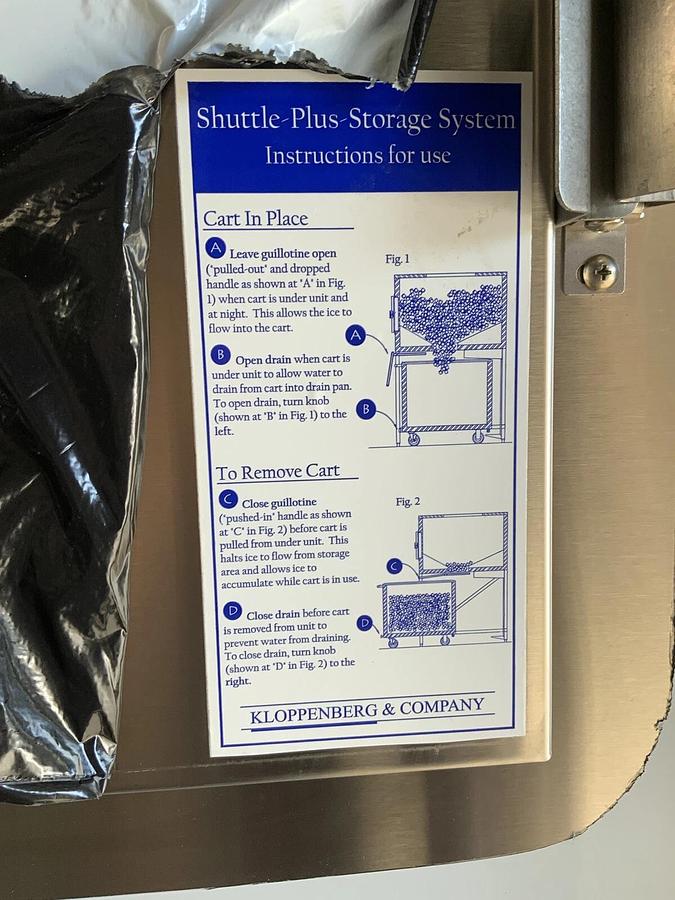 Shuttle-Plus-Storage System
Instructions for use
Cart In Place
A Leave guillotine open
("pulled-out" and dropped
handle as shown at "A" in Fig.
1) when cart is under unit and
at night. This allows the ice to
flow into the cart.
Fig. 1
A
B Open drain when cart is
under unit to allow water to
drain from cart into drain pan.
To open drain, turn knob
(shown at "B" in Fig. 1) to the
left.
B
To Remove Cart
C Close guillotine
("pushed-in" handle as shown
at "C" in Fig. 2) before cart is
pulled from under unit. This
halts ice to flow from storage
area and allows ice to
accumulate while cart is in use.
Fig. 2
C
D Close drain before cart
is removed from unit to
prevent water from draining.
To close drain, turn knob
(shown at "D" in Fig. 2) to the
right.
D
KLOPPENBERG & COMPANY